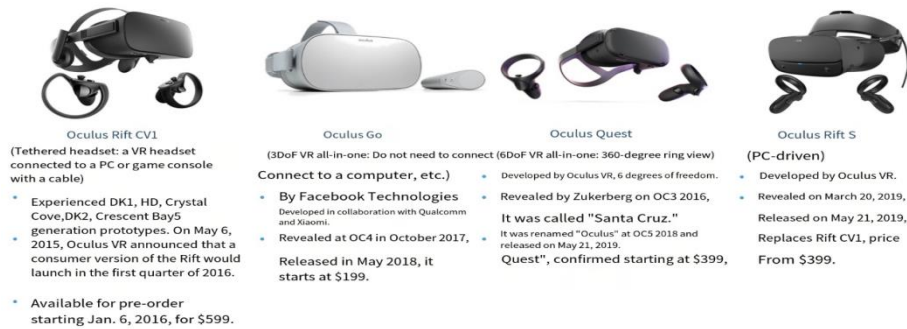 Oculus Rift CV1
(Tethered headset: a VR headset
connected to a PC or game console
with a cable)
Experienced DK1, HD, Crystal
Cove,DK2, Crescent Bay5
generation prototypes. On May 6,
2015, Oculus VR announced that a
consumer version of the Rift would
launch in the first quarter of 2016.
Available for pre-order
starting Jan. 6, 2016, for $599.
Oculus Go
(3DoF VR all-in-one: Do not need to connect
Connect to a computer, etc.)
By Facebook Technologies
Developed in collaboration with Qualcomm
and Xiaomi.
Revealed at OC4 in October 2017,
Released in May 2018, it
starts at $199.
Oculus Quest
(6DoF VR all-in-one: 360-degree ring view)
Developed by Oculus VR, 6 degrees of freedom.
Revealed by Zukerberg on OC3 2016,
It was called "Santa Cruz."
It was renamed "Oculus" at OC5 2018 and
released on May 21, 2019.
Quest", confirmed starting at $399,
Oculus Rift S
(PC-driven)
Developed by Oculus VR.
Revealed on March 20, 2019,
Released on May 21, 2019,
Replaces Rift CV1, price
From $399.